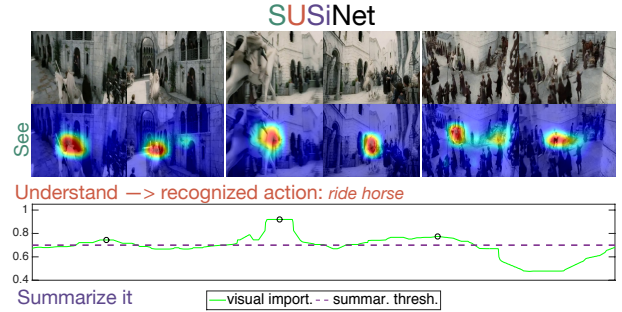 SUSiNet
See
Understand —> recognized action: ride horse
1
0.8
0.6
0.4
Summarize it
visual import. summar. thresh.